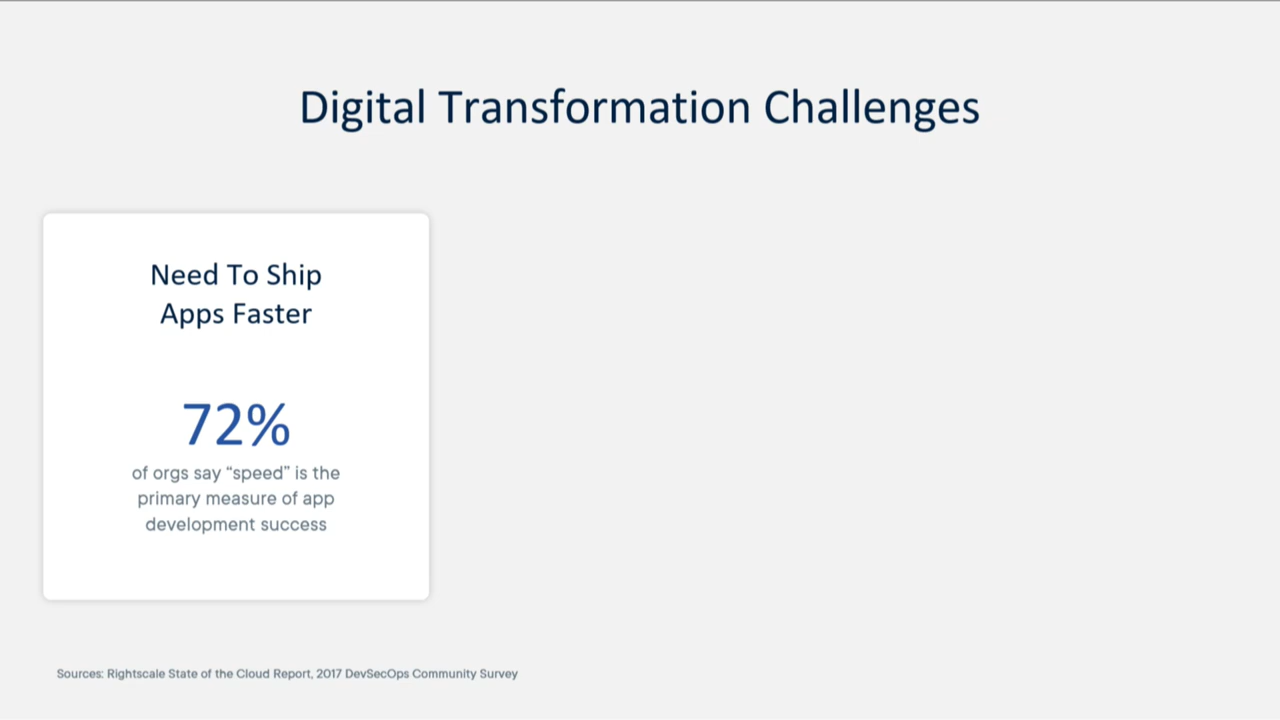 Digital Transformation Challenges
Need To Ship
Apps Faster
72%
of orgs say “speed” is the
primary measure of app
development success
Sources: Rightscale State of the Cloud Report, 2017 DevSecOps Community Survey